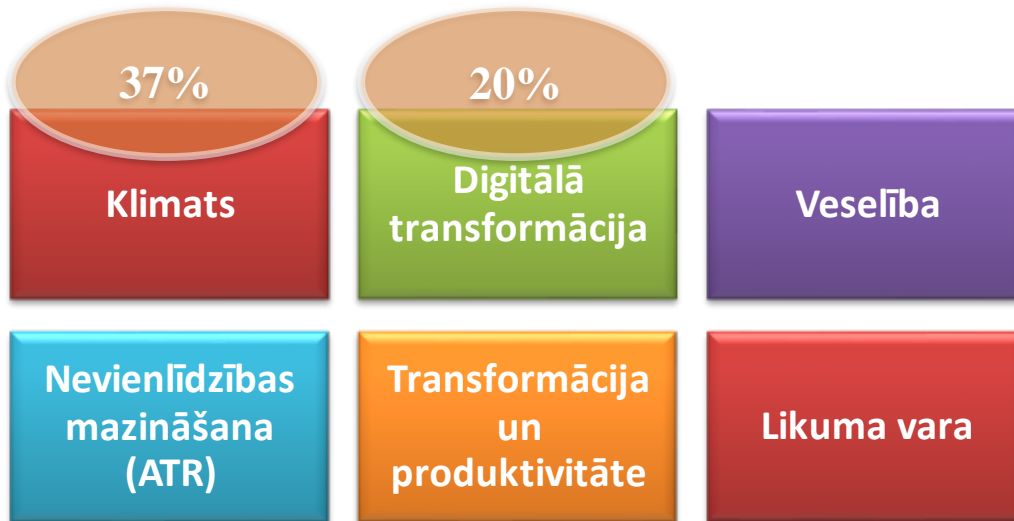 37%
20%
Klimats
Digitālā
transformācija
Veselība
Nevienlīdzības
mazināšana
(ATR)
Transformācija
un
produktivitāte
Likuma vara